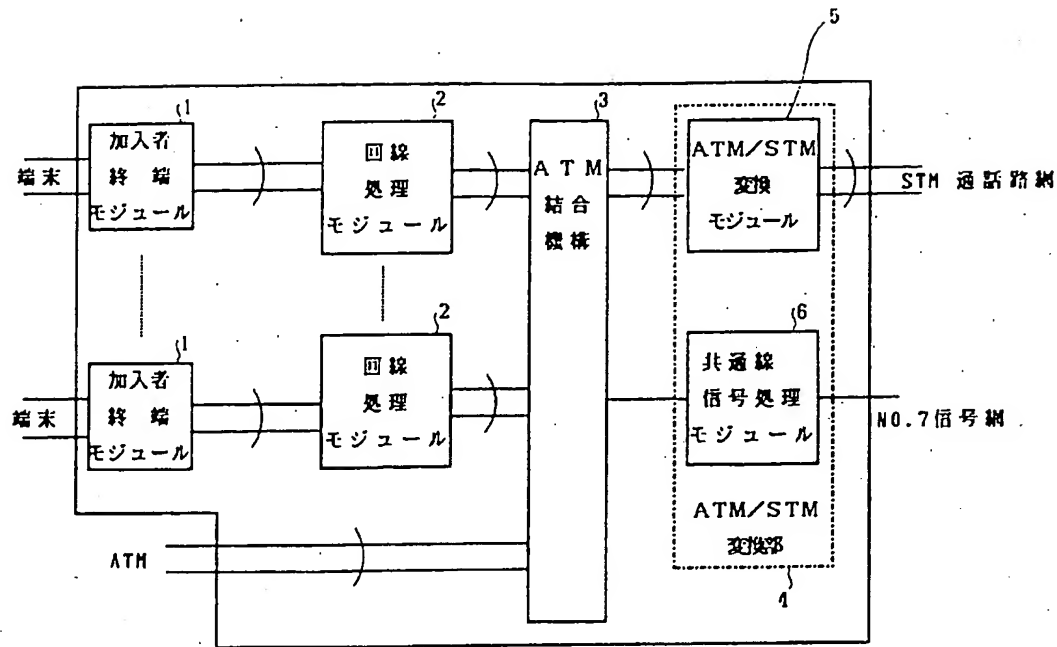 5
1
加入者
終端
モジュール
端末
2
回線
処理
モジュール
3
ATM
結合
機構
ATM/STM
変換
モジュール
STM 通話路網
1
加入者
終端
モジュール
端末
2
回線
処理
モジュール
6
共通線
信号処理
モジュール
NO.7信号網
ATM/STM
変換部
ATM
4